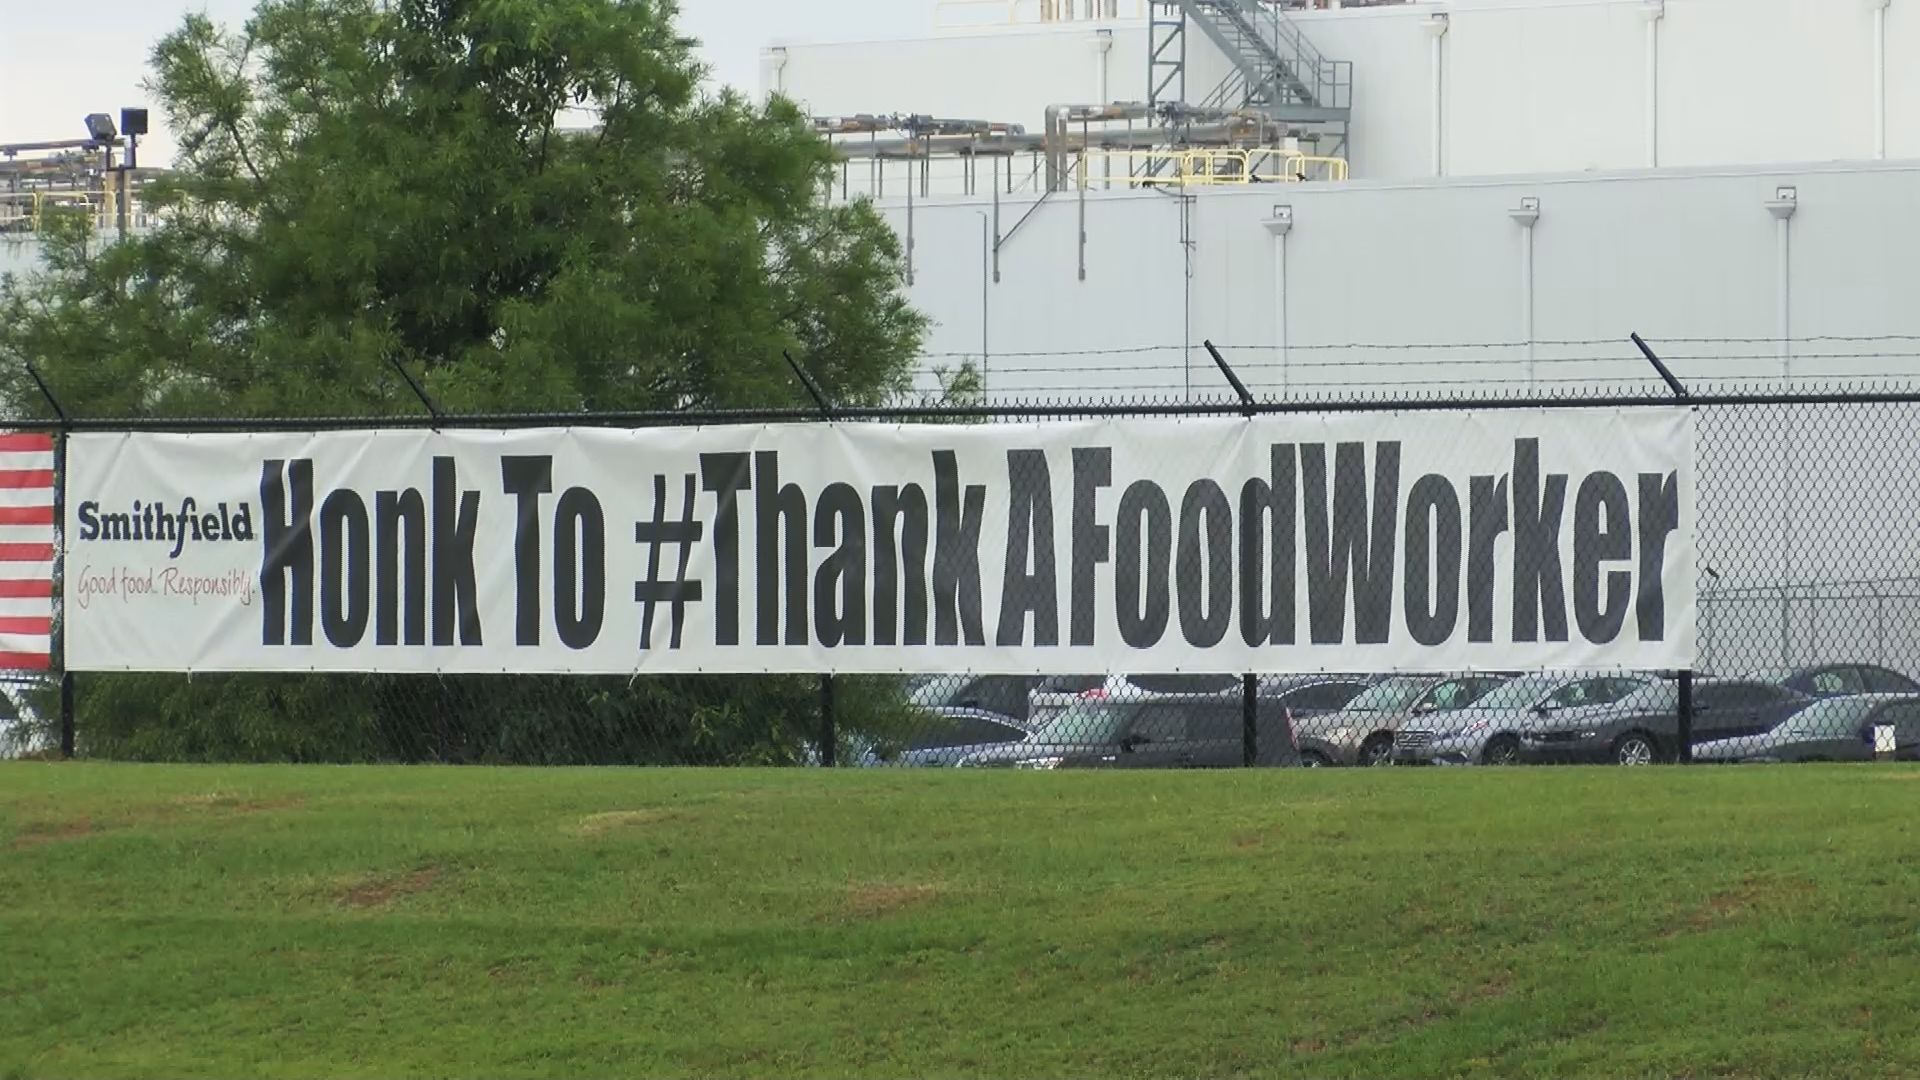 Smithfield
Good food. Responsibly.
Honk To #ThankAFoodWorker